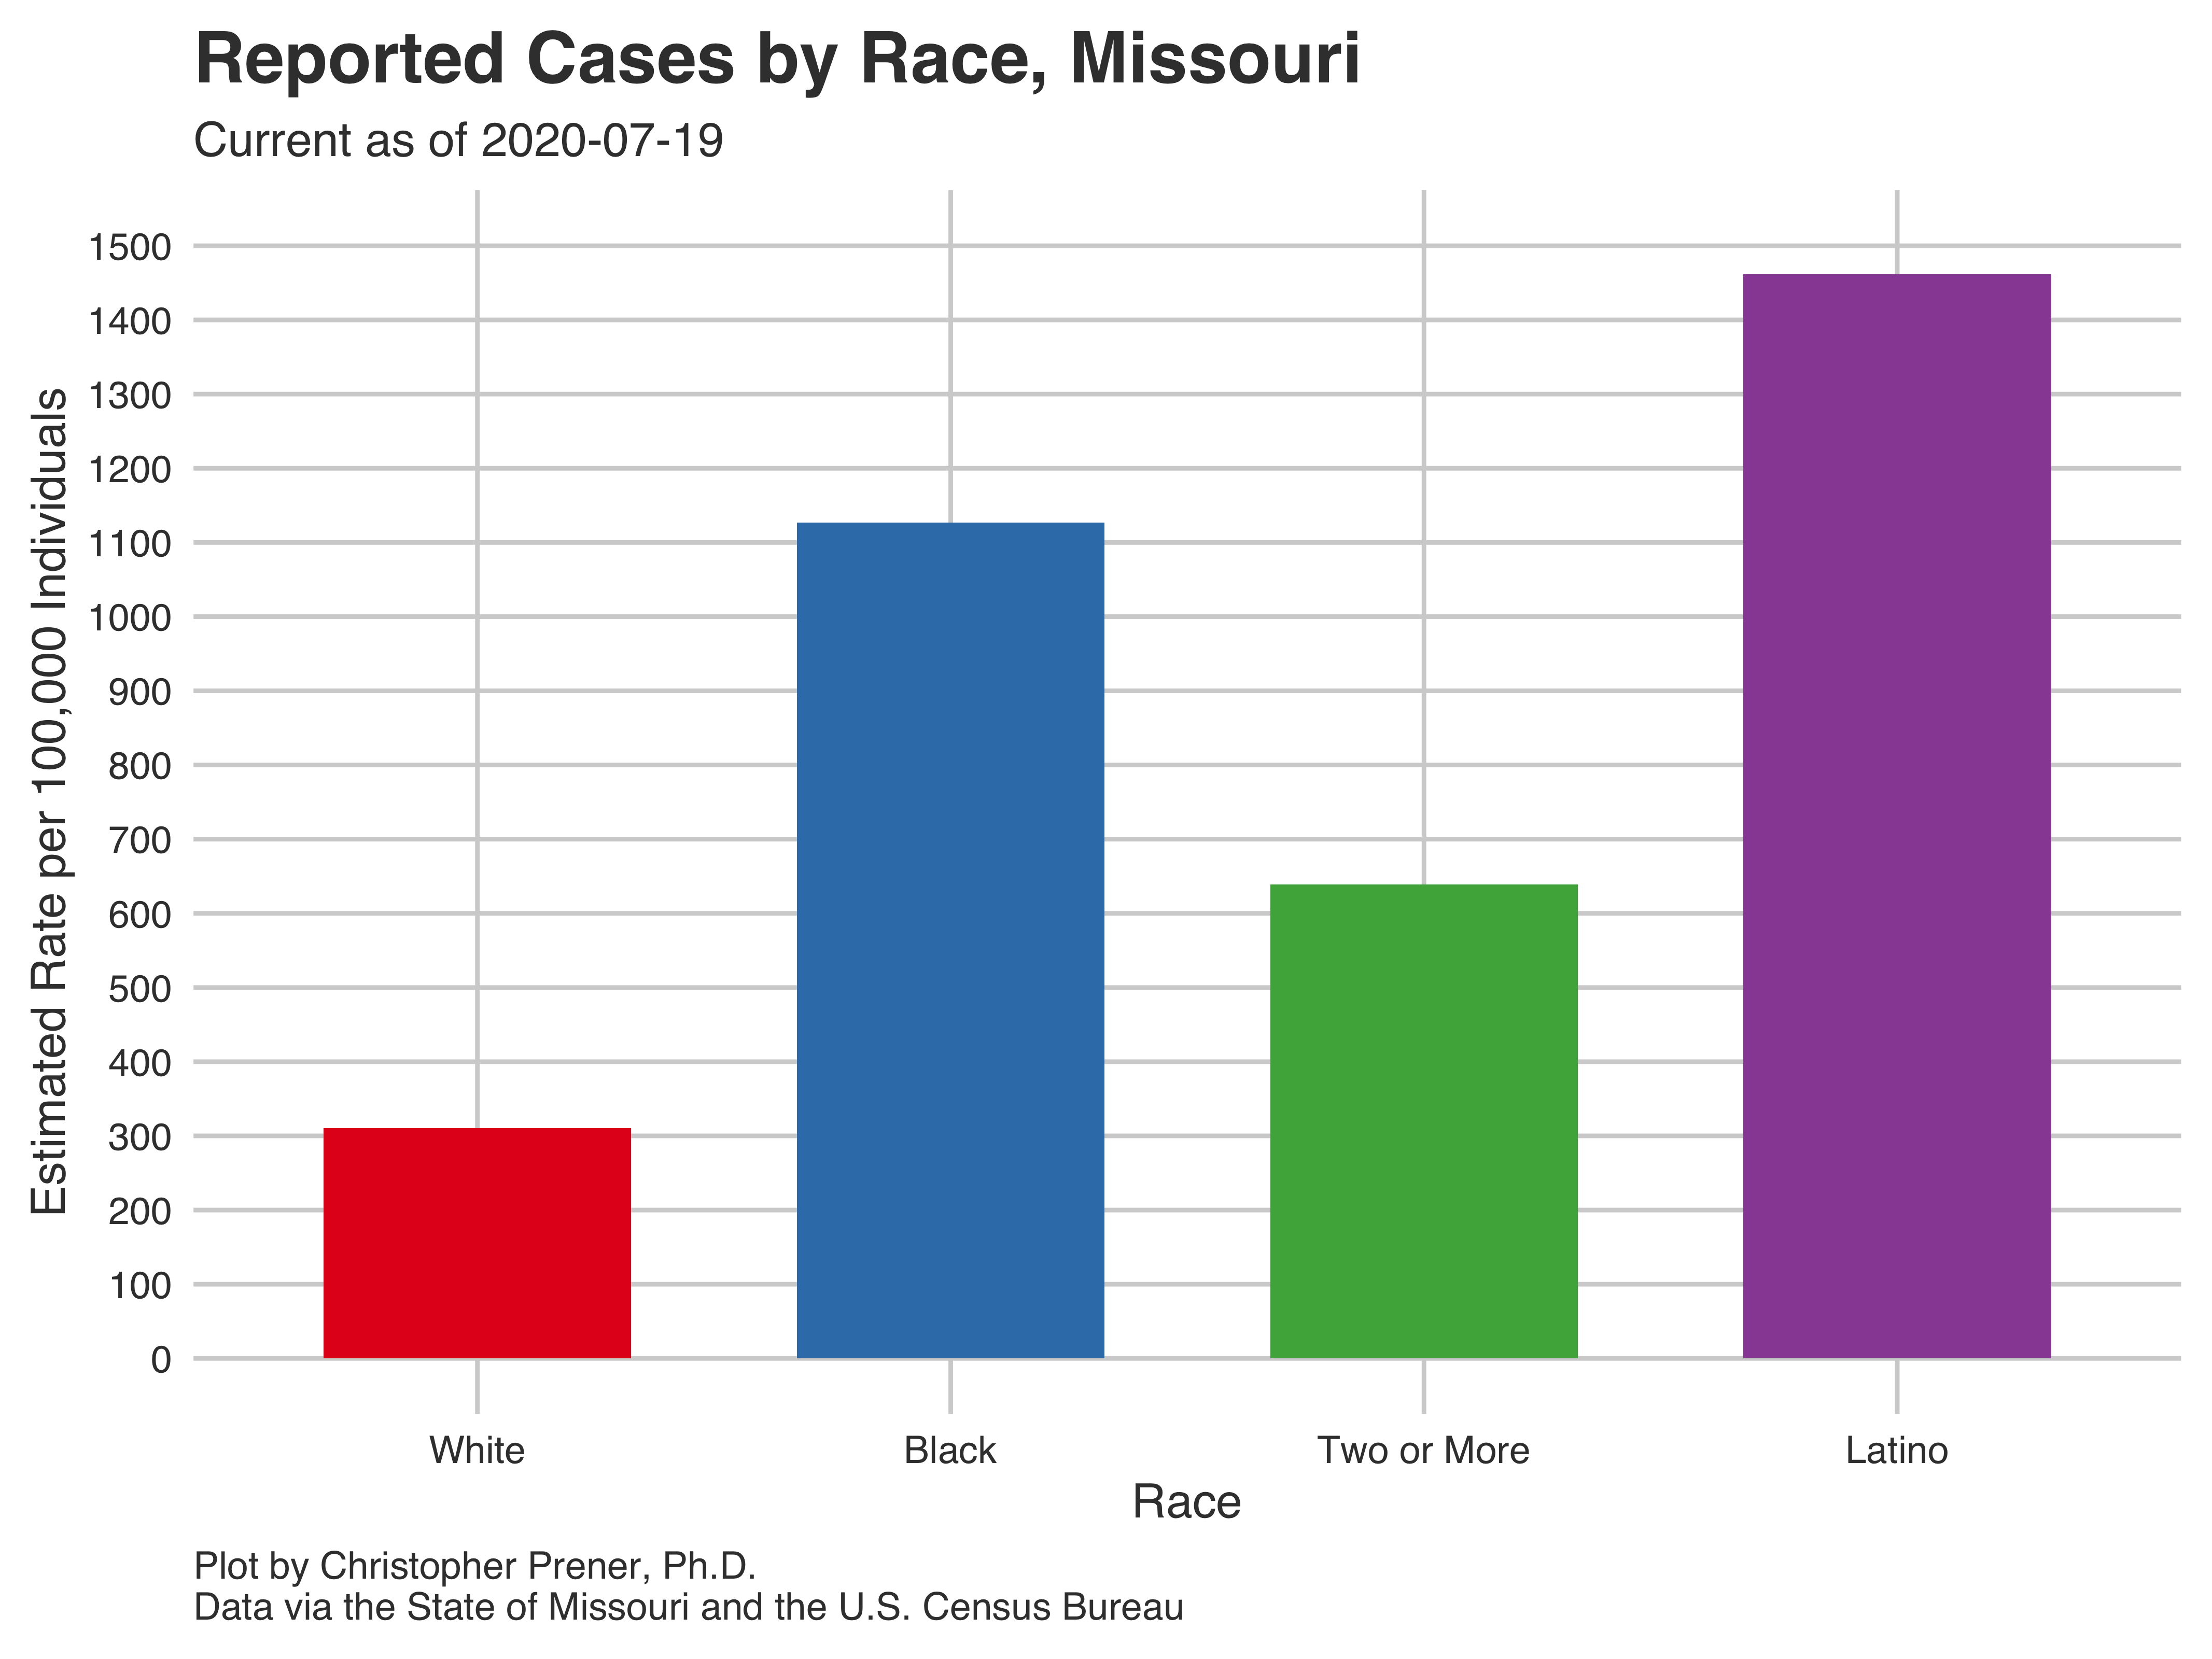 Reported Cases by Race, Missouri
Current as of 2020-07-19
Estimated Rate per 100,000 Individuals
1500
1400
1300
1200
1100
1000
900
800
700
600
500
400
300
200
100
0
White
Black
Two or More
Latino
Race
Plot by Christopher Prener, Ph.D.
Data via the State of Missouri and the U.S. Census Bureau